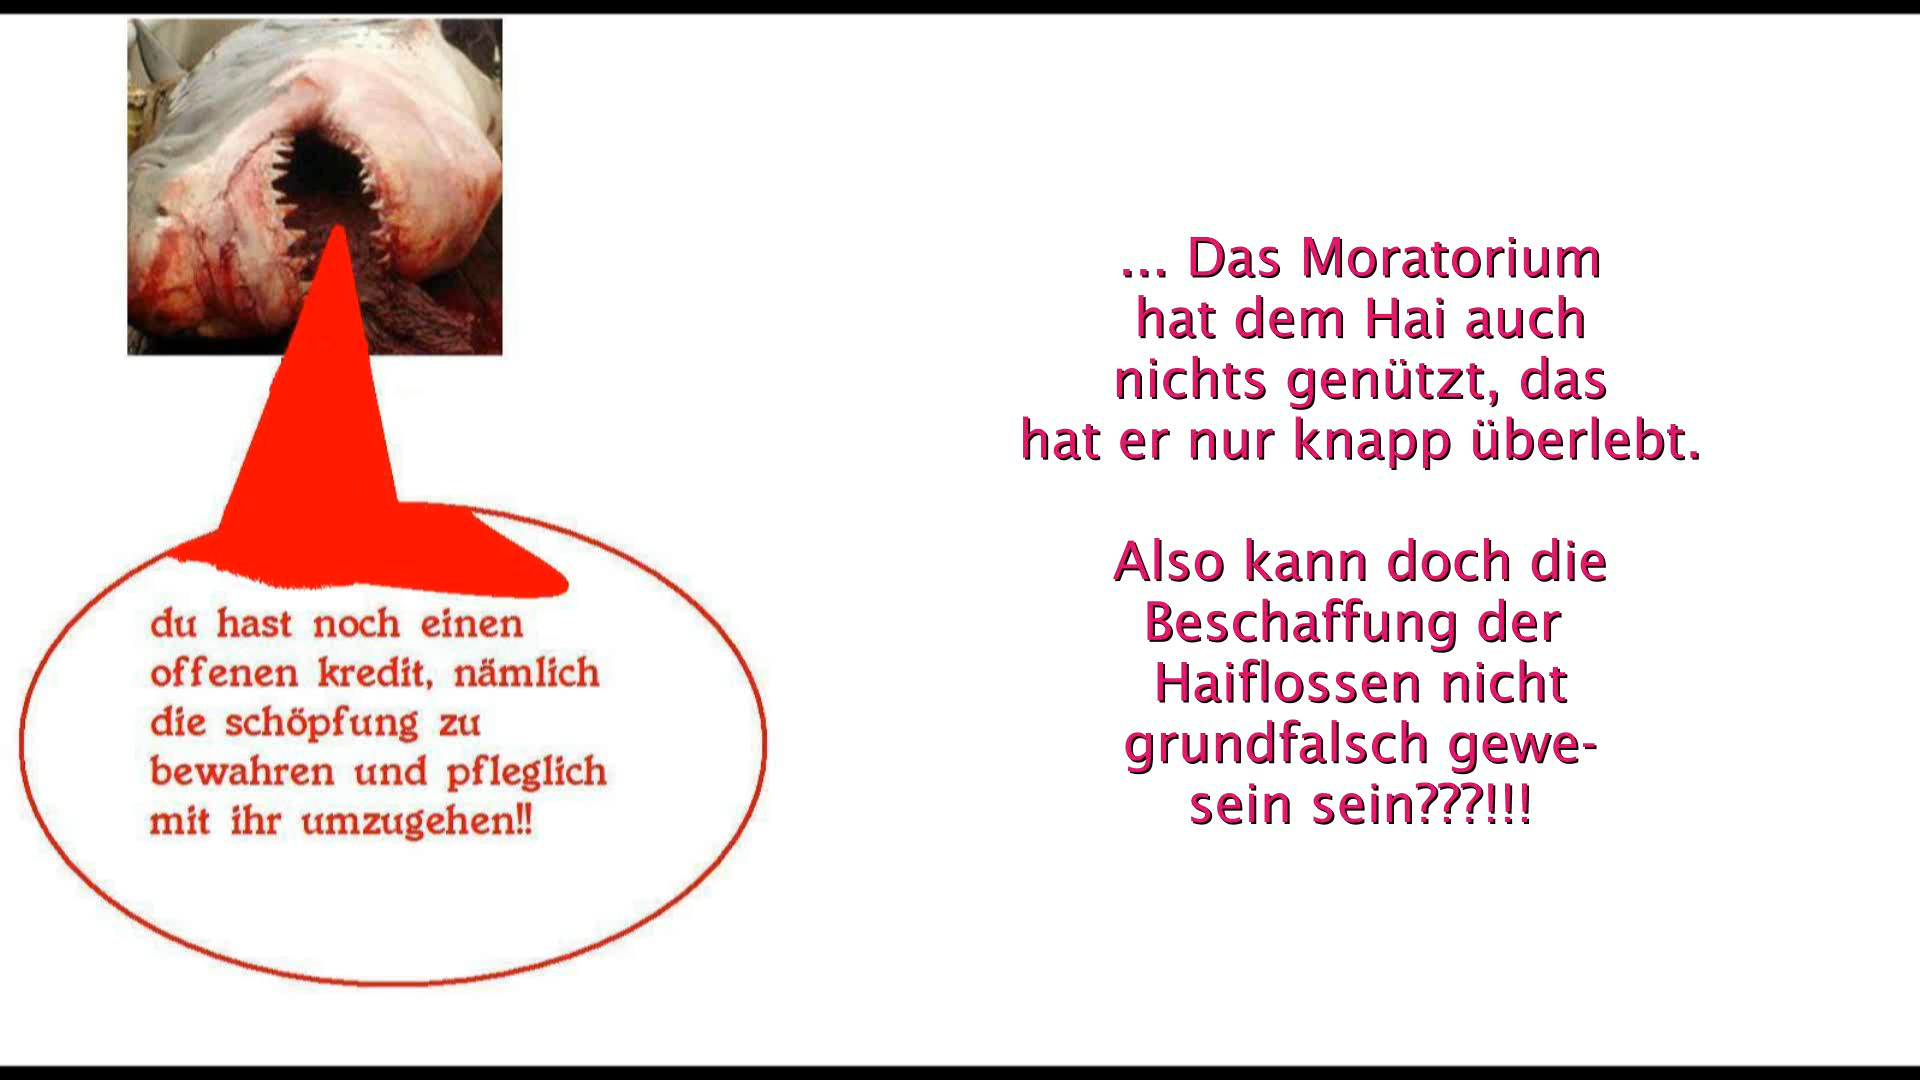 du hast noch einen
offenen kredit, nämlich
die schöpfung zu
bewahren und pfleglich
mit ihr umzugehen!!
... Das Moratorium
hat dem Hai auch
nichts genützt, das
hat er nur knapp überlebt.
Also kann doch die
Beschaffung der
Haiflossen nicht
grundfalsch gewe-
sein sein???!!!